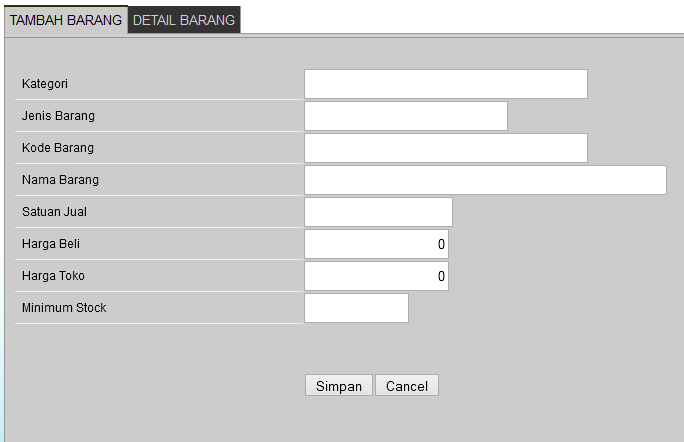 TAMBAH BARANG DETAIL BARANG
Kategori
Jenis Barang
Kode Barang
Nama Barang
Satuan Jual
Harga Beli 0
Harga Toko 0
Minimum Stock
Simpan Cancel